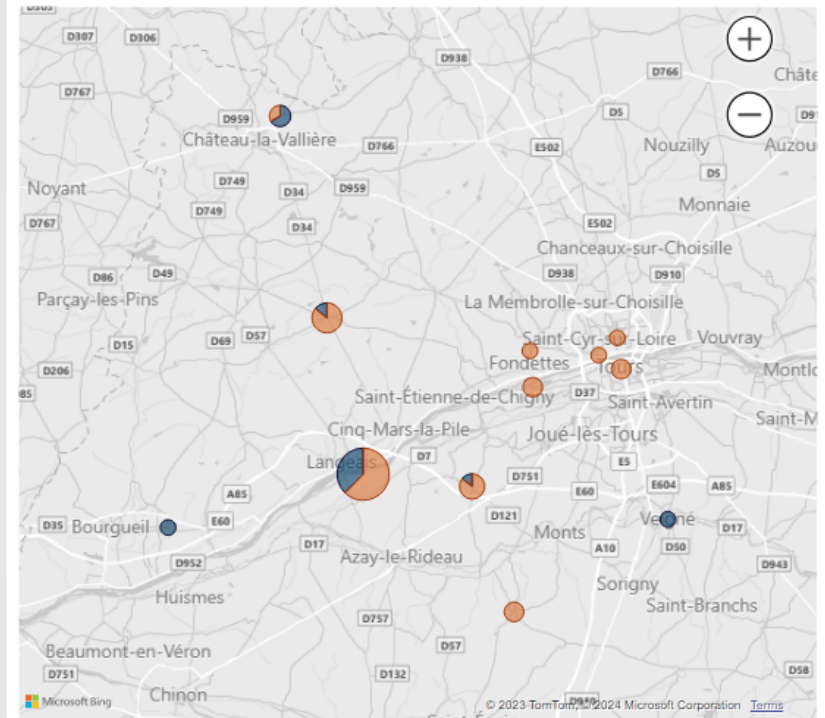 D307
D306
D938
D766
Châte
D767
D5
D959
Château-la-Vallière
D766
E502
Nouzilly
Auzou
D5
Noyant
D749
D34
D959
D749
Monnaie
D767
D34
E502
Chanceaux-sur-Choisille
D86
D49
D938
D910
Parçay-les-Pins
La Membrolle-sur-Choisille
D15
D69
D57
Saint-Cyr-sur-Loire
Vouvray
Fondettes
Tours
D206
D37
Saint-Étienne-de-Chigny
Saint-Avertin
Saint-M
Cinq-Mars-la-Pile
Joué-lès-Tours
Langeais
D7
E5
D751
A85
E60
E604
A85
D35
Bourgueil
E60
D121
Monts
D17
D17
A10
D50
Azay-le-Rideau
D952
D943
Sorigny
Huismes
Saint-Branchs
D757
D57
Beaumont-en-Véron
D751
D132
D58
Chinon
Microsoft Bing
© 2023 TomTom, © 2024 Microsoft Corporation Terms